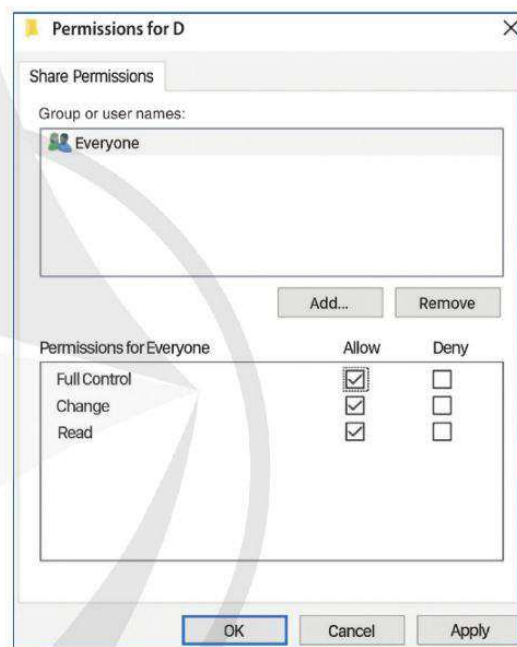 Permissions for D
Share Permissions
Group or user names:
Everyone
Add... Remove
Permissions for Everyone Allow Deny
Full Control
Change
Read
OK Cancel Apply